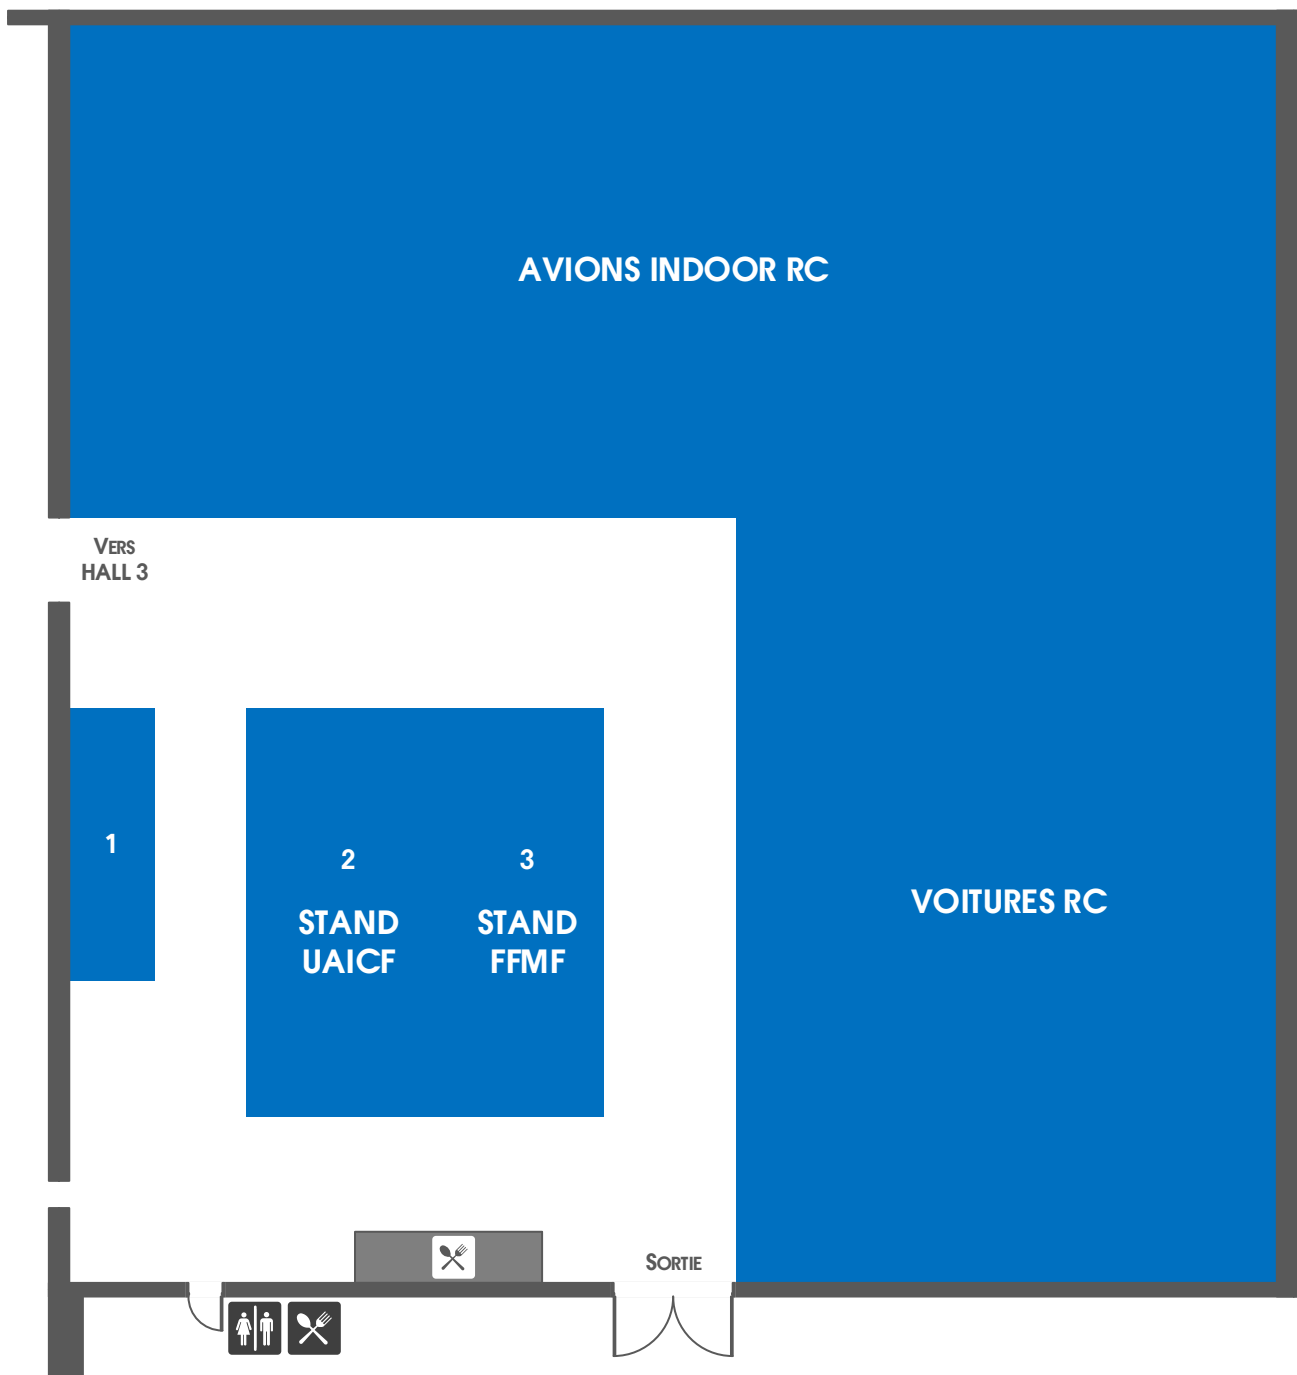 AVIONS INDOOR RC
VERS
HALL 3
1
2
3
STAND
UAICF
STAND
FFMF
VOITURES RC
SORTIE